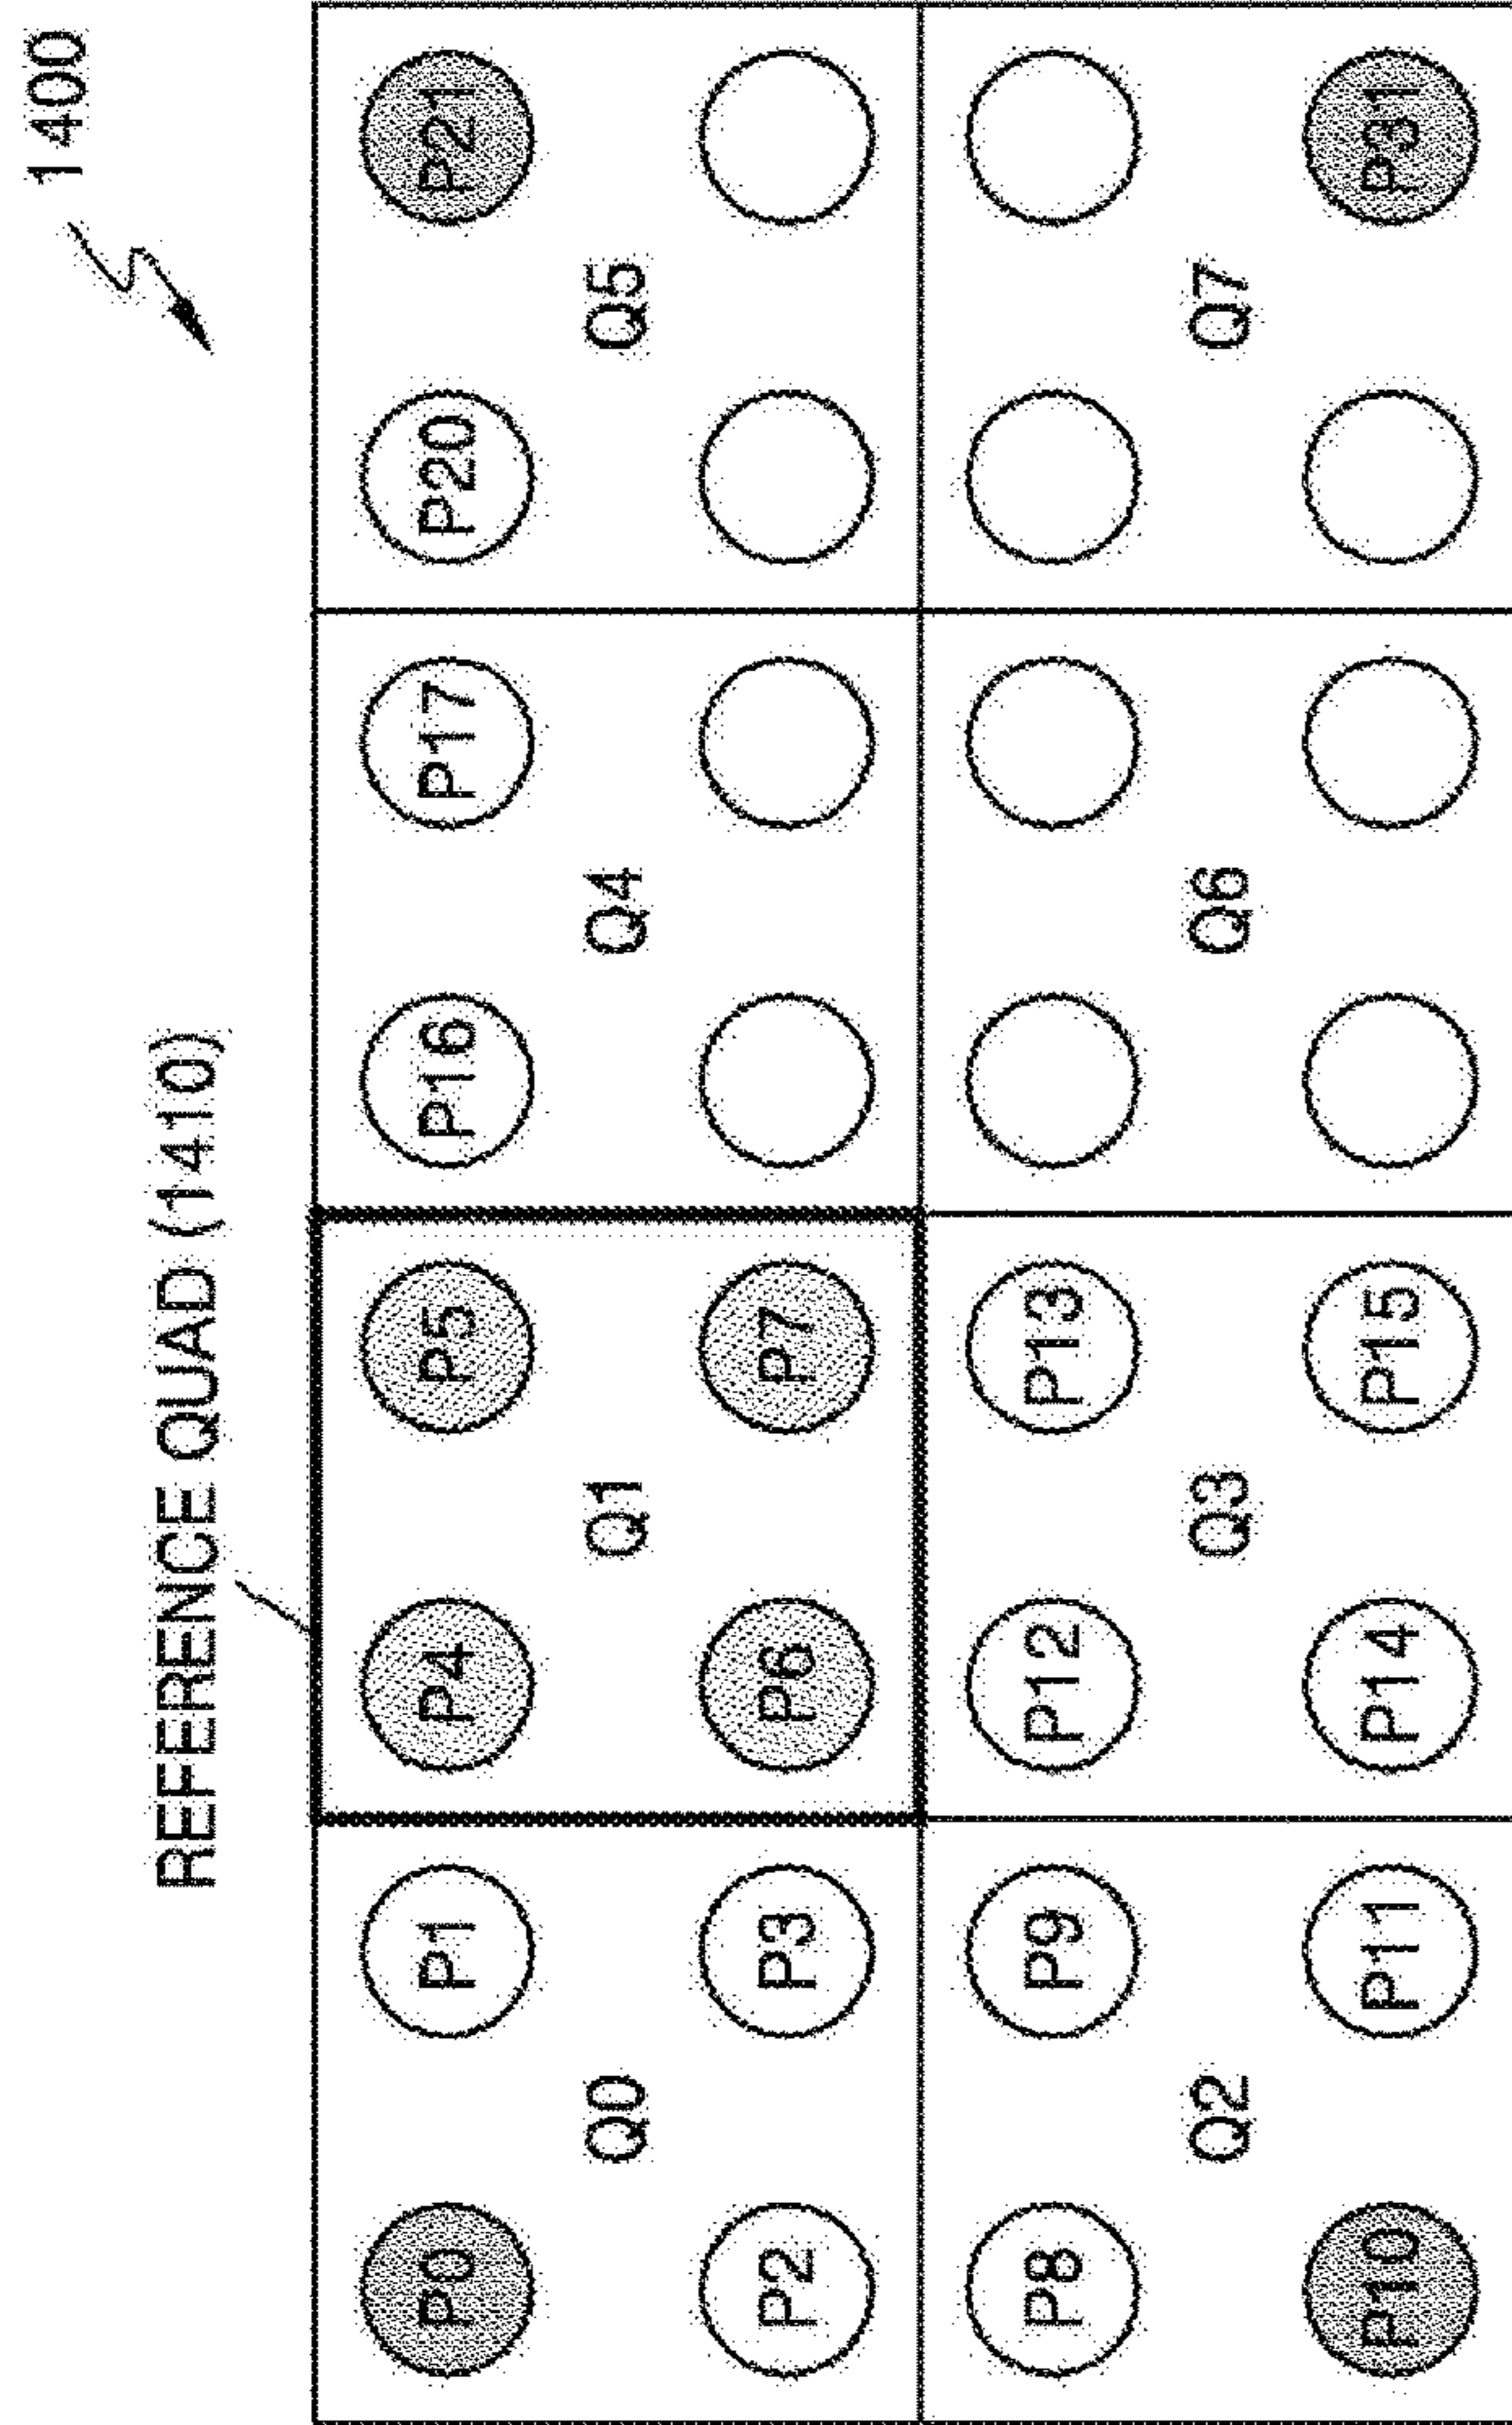 1400
REFERENCE QUAD (1410)
P0 P1 P4 P5 P16 P17 P20 P21
Q0 Q1 Q4 Q5
P2 P3 P6 P7
P8 P9 P12 P13
Q2 Q3 Q6 Q7
P10 P11 P14 P15 P31